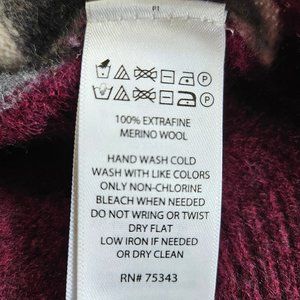 P1
100% EXTRAFINE
MERINO WOOL
HAND WASH COLD
WASH WITH LIKE COLORS
ONLY NON-CHLORINE
BLEACH WHEN NEEDED
DO NOT WRING OR TWIST
DRY FLAT
LOW IRON IF NEEDED
OR DRY CLEAN
RN# 75343